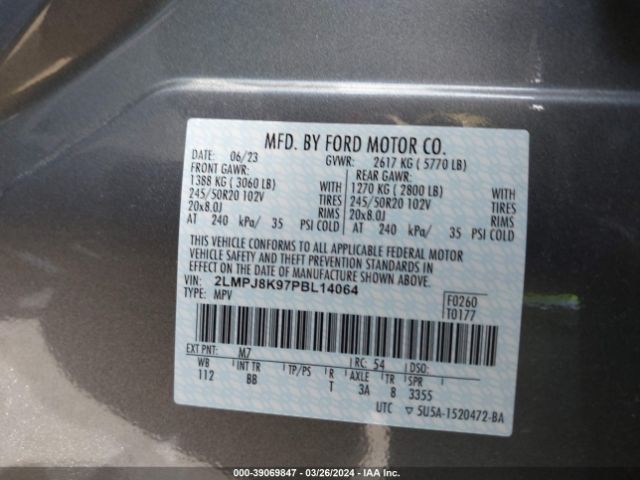 MFD. BY FORD MOTOR CO.
DATE: 06/23 GVWR: 2617 KG ( 5770 LB)
FRONT GAWR: REAR GAWR:
1388 KG ( 3060 LB) WITH 1270 KG ( 2800 LB) WITH
245/50R20 102V TIRES 245/50R20 102V TIRES
20x8.0J RIMS 20x8.0J RIMS
AT 240 kPa/ 35 PSI COLD AT 240 kPa/ 35 PSI COLD
THIS VEHICLE CONFORMS TO ALL APPLICABLE FEDERAL MOTOR
VEHICLE SAFETY AND THEFT PREVENTION STANDARDS IN
EFFECT ON THE DATE OF MANUFACTURE SHOWN ABOVE.
VIN: 2LMPJ8K97PBL14064
TYPE: MPV
F0260
T0177
EXT PNT: M7 RC: 54 DSO:
WB INT TR TP/PS R AXLE TR SPR
112 BB T 3A 8 3355
UTC ▽ 5U5A-1520472-BA
000-39069847 | 03/26/2024 | IAA Inc.